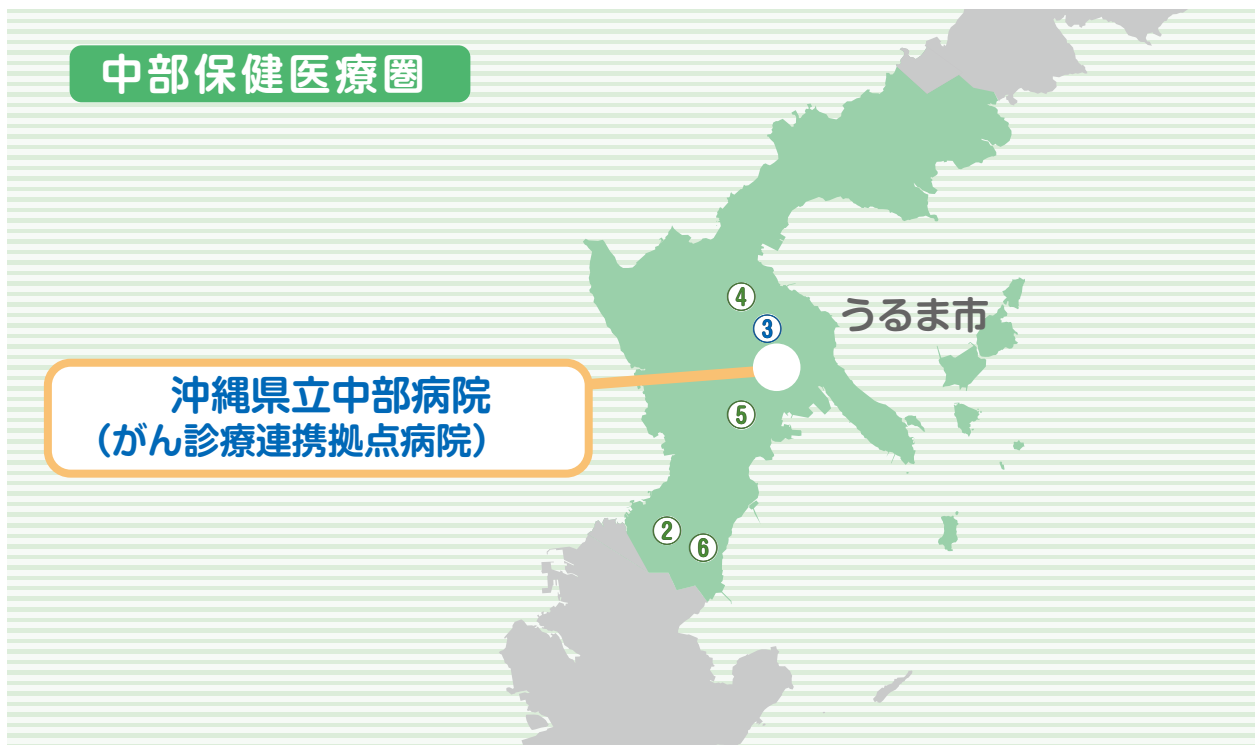 中部保健医療圏
④
③
うるま市
沖縄県立中部病院
（がん診療連携拠点病院）
⑤
②
⑥